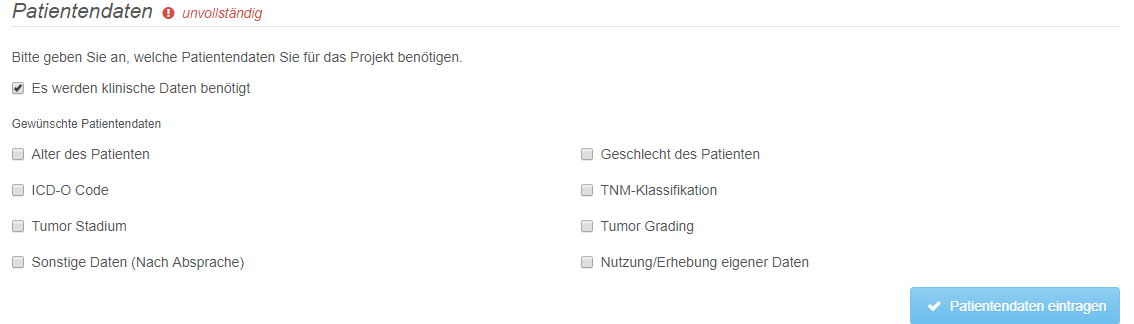 Patientendaten unvollständig
Bitte geben Sie an, welche Patientendaten Sie für das Projekt benötigen.
Es werden klinische Daten benötigt
Gewünschte Patientendaten
Alter des Patienten Geschlecht des Patienten
ICD-O Code TNM-Klassifikation
Tumor Stadium Tumor Grading
Sonstige Daten (Nach Absprache) Nutzung/Erhebung eigener Daten
Patientendaten eintragen